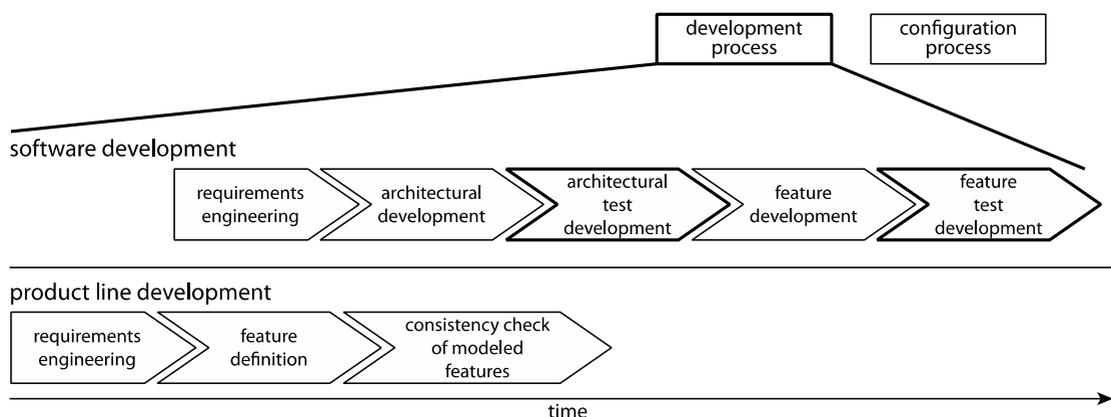 development
process
configuration
process
software development
requirements
engineering
architectural
development
architectural
test
development
feature
development
feature
test
development
product line development
requirements
engineering
feature
definition
consistency check
of modeled
features
time